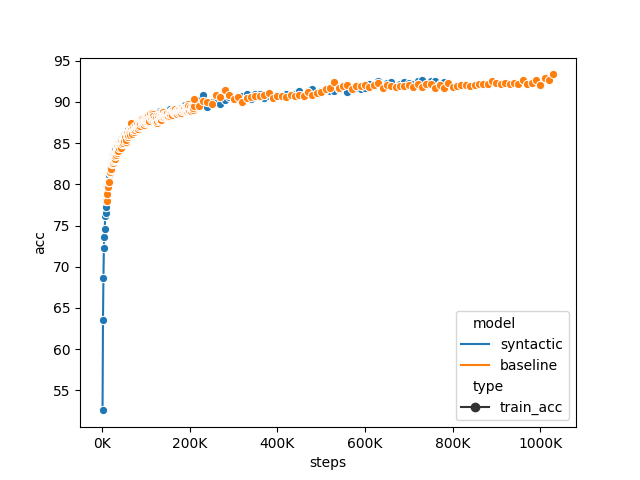 95
90
85
80
75
70
65
60
55
acc
0K 200K 400K 600K 800K 1000K
steps
model
syntactic
baseline
type
train_acc